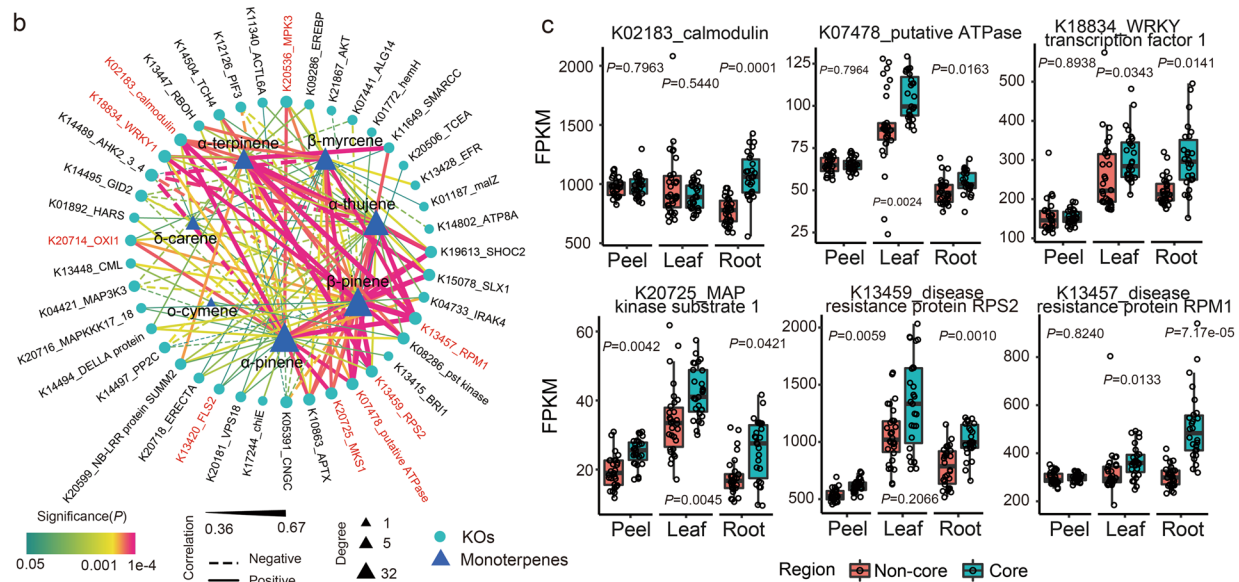 b
K11340_ACTL6A
K12126_PIF3
K14504_TCH4
K13447_RBOH
K02183_calmodulin
K18834_WRKY1
K14489_AHK2_3_4
K14495_GID2
K01892_HARS
K20714_OXI1
K13448_CML
K04421_MAP3K3
K20716_MAPKKK17_18
K14494_DELLA protein
K14497_PP2C
K20599_NB-LRR protein SUMM2
K20718_ERECTA
K13420_FLS2
K20181_VPS18
K17244_chiE
K05391_CNGC
K10863_APTX
K20725_MKS1
K07478_putative ATPase
K13459_RPS2
K13415_BRI1
K08286_pst kinase
K13457_RPM1
K04733_IRAK4
K15078_SLX1
K19613_SHOC2
K14802_ATP8A
K01187_malZ
K13428_EFR
K20506_TCEA
K11649_SMARCC
K01772_hemH
K07441_ALG14
K21867_AKT
K09286_EREBP
K20536_MPK3
α-terpinene
β-myrcene
α-thujene
δ-carene
β-pinene
o-cymene
α-pinene
Significance(P)
0.05 0.001 1e-4
Correlation
0.36 0.67
Negative
Positive
Degree
1
5
32
KOs
Monoterpenes
c
K02183_calmodulin
FPKM
2000
1500
1000
500
P=0.7963
P=0.5440
P=0.0001
Peel Leaf Root
K07478_putative ATPase
125
100
75
50
25
P=0.7964
P=0.0024
P=0.0163
Peel Leaf Root
K18834_WRKY
transcription factor 1
500
400
300
200
100
P=0.8938
P=0.0343
P=0.0141
Peel Leaf Root
K20725_MAP
kinase substrate 1
FPKM
60
40
20
P=0.0042
P=0.0045
P=0.0421
Peel Leaf Root
K13459_disease
resistance protein RPS2
2000
1500
1000
500
P=0.0059
P=0.2066
P=0.0010
Peel Leaf Root
K13457_disease
resistance protein RPM1
800
600
400
200
P=0.8240
P=0.0133
P=7.17e-05
Peel Leaf Root
Region Non-core Core